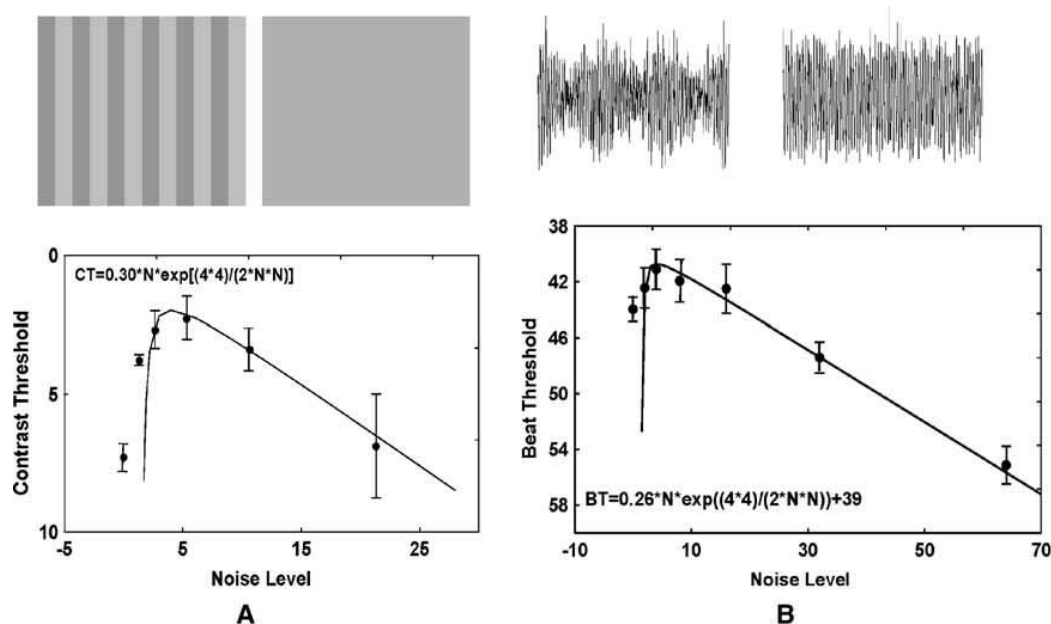 CT=0.30*N*exp[(4*4)/(2*N*N)]
Contrast Threshold
0
5
10
-5
5
15
25
Noise Level
A
Beat Threshold
38
42
46
50
54
58
BT=0.26*N*exp((4*4)/(2*N*N))+39
-10
10
30
50
70
Noise Level
B